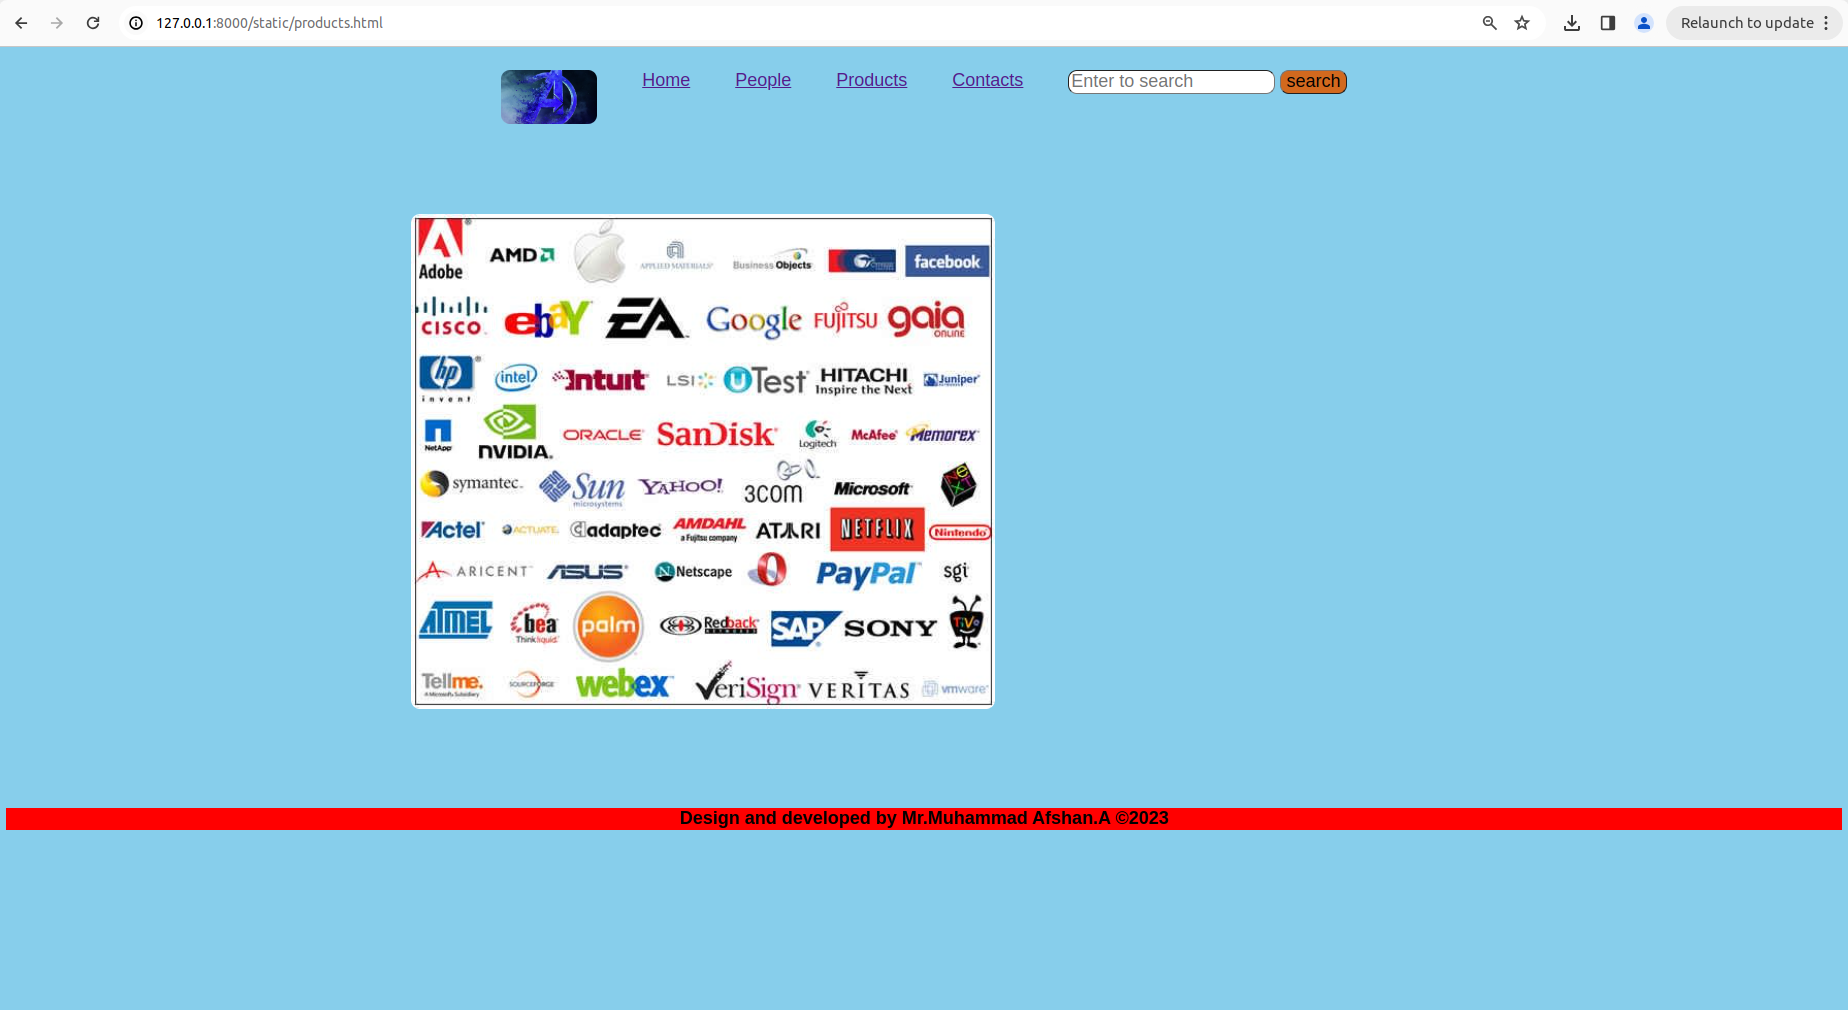 127.0.0.1:8000/static/products.html
Relaunch to update
Home People Products Contacts Enter to search search
Adobe AMD APPLIED MATERIALS Business Objects facebook
CISCO ebay EA Google FUJITSU gaia ONLINE
hp invent intel Intuit LSI uTest HITACHI Inspire the Next Juniper
NetApp NVIDIA ORACLE SanDisk Logitech McAfee Memorex
symantec Sun microsystems YAHOO! 3COM Microsoft NeXT
Actel ACTUATE adaptec AMDAHL a Fujitsu company ATARI NETFLIX Nintendo
ARICENT ASUS Netscape PayPal sgi
ATMEL bea Think liquid palm Redback NETWORKS SAP SONY TiVo
Tellme. A Microsoft Subsidiary SOURCEFORGE webex VeriSign VERITAS vmware
Design and developed by Mr.Muhammad Afshan.A ©2023